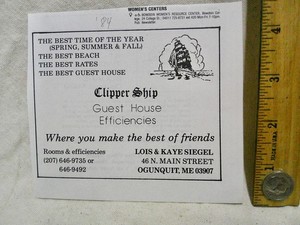 '84
WOMEN'S CENTERS
THE BEST TIME OF THE YEAR
(SPRING, SUMMER & FALL)
THE BEST BEACH
THE BEST RATES
THE BEST GUEST HOUSE
Clipper Ship
Guest House
Efficiencies
Where you make the best of friends
Rooms & efficiencies
(207) 646-9735 or
646-9492
LOIS & KAYE SIEGEL
46 N. MAIN STREET
OGUNQUIT, ME 03907